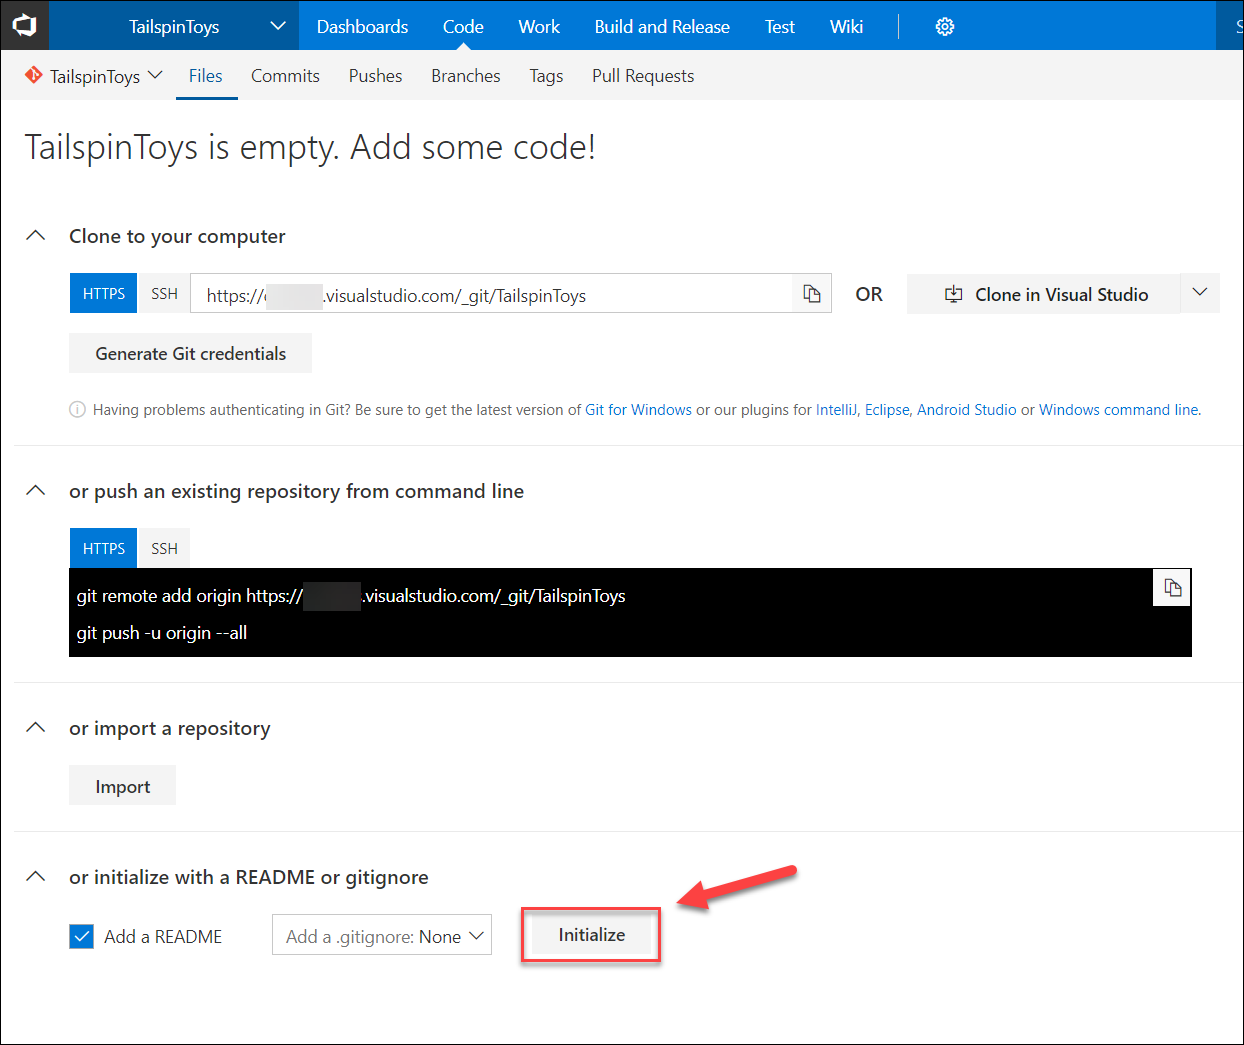 TailspinToys Dashboards Code Work Build and Release Test Wiki
TailspinToys Files Commits Pushes Branches Tags Pull Requests
TailspinToys is empty. Add some code!
Clone to your computer
HTTPS SSH https:// .visualstudio.com/_git/TailspinToys OR Clone in Visual Studio
Generate Git credentials
Having problems authenticating in Git? Be sure to get the latest version of Git for Windows or our plugins for IntelliJ, Eclipse, Android Studio or Windows command line.
or push an existing repository from command line
HTTPS SSH
git remote add origin https:// .visualstudio.com/_git/TailspinToys
git push -u origin --all
or import a repository
Import
or initialize with a README or gitignore
Add a README Add a .gitignore: None Initialize